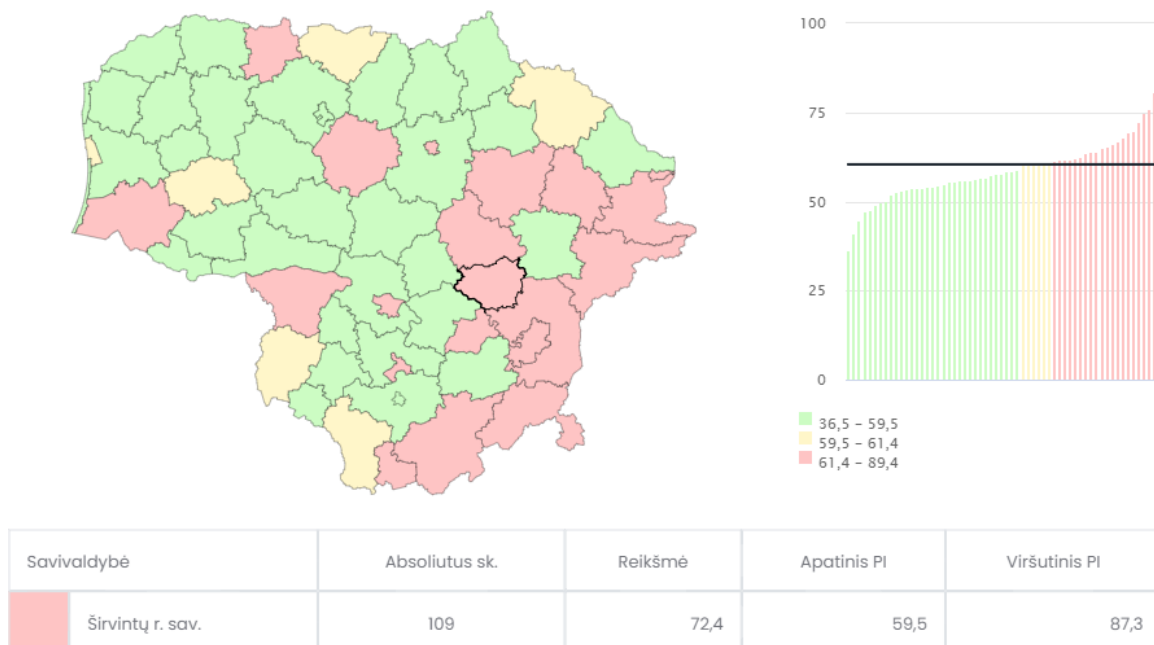 100
75
50
25
0
36,5 - 59,5
59,5 - 61,4
61,4 - 89,4
Savivaldybė Absoliutus sk. Reikšmė Apatinis PI Viršutinis PI
Širvintų r. sav. 109 72,4 59,5 87,3